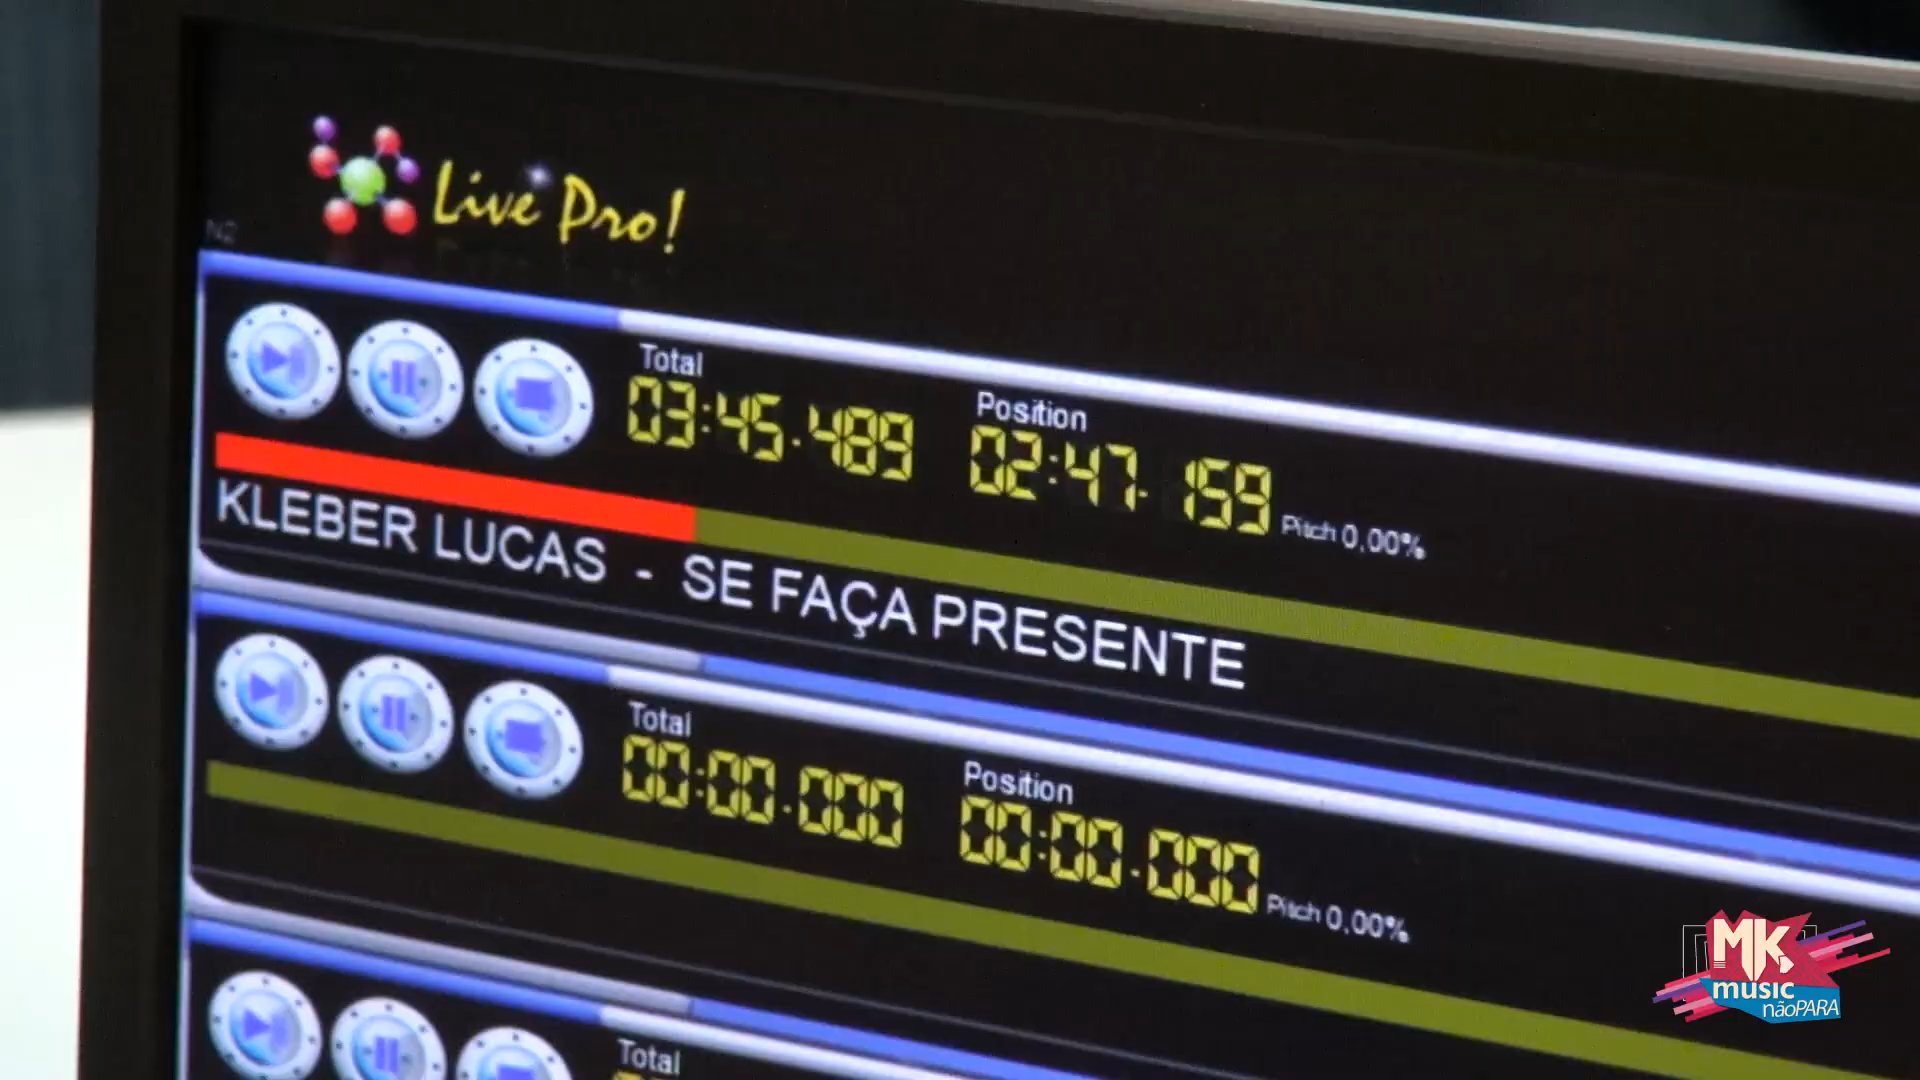 Live Pro!
N2
Total
03:45.489
Position
02:47.159
Pitch 0,00%
KLEBER LUCAS - SE FAÇA PRESENTE
Total
00:00.000
Position
00:00.000
Pitch 0,00%
Total
MK
music
nãoPARA